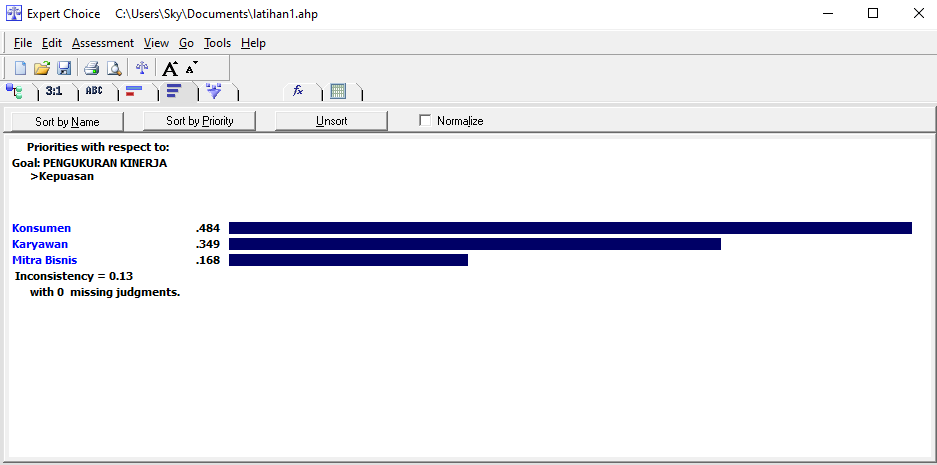 Expert Choice C:\Users\Sky\Documents\latihan1.ahp
File Edit Assessment View Go Tools Help
A A
3:1 ABC fx
Sort by Name Sort by Priority Unsort Normalize
Priorities with respect to:
Goal: PENGUKURAN KINERJA
>Kepuasan
Konsumen .484
Karyawan .349
Mitra Bisnis .168
Inconsistency = 0.13
with 0 missing judgments.